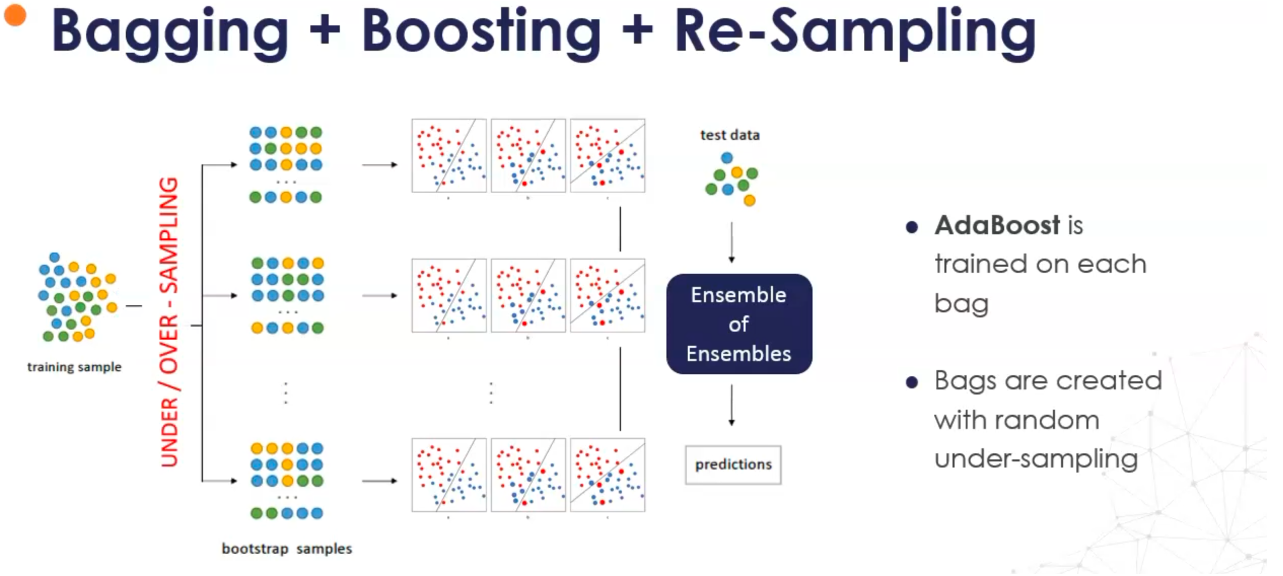 Bagging + Boosting + Re-Sampling
training sample
UNDER / OVER - SAMPLING
bootstrap samples
test data
Ensemble
of
Ensembles
predictions
AdaBoost is
trained on each
bag
Bags are created
with random
under-sampling